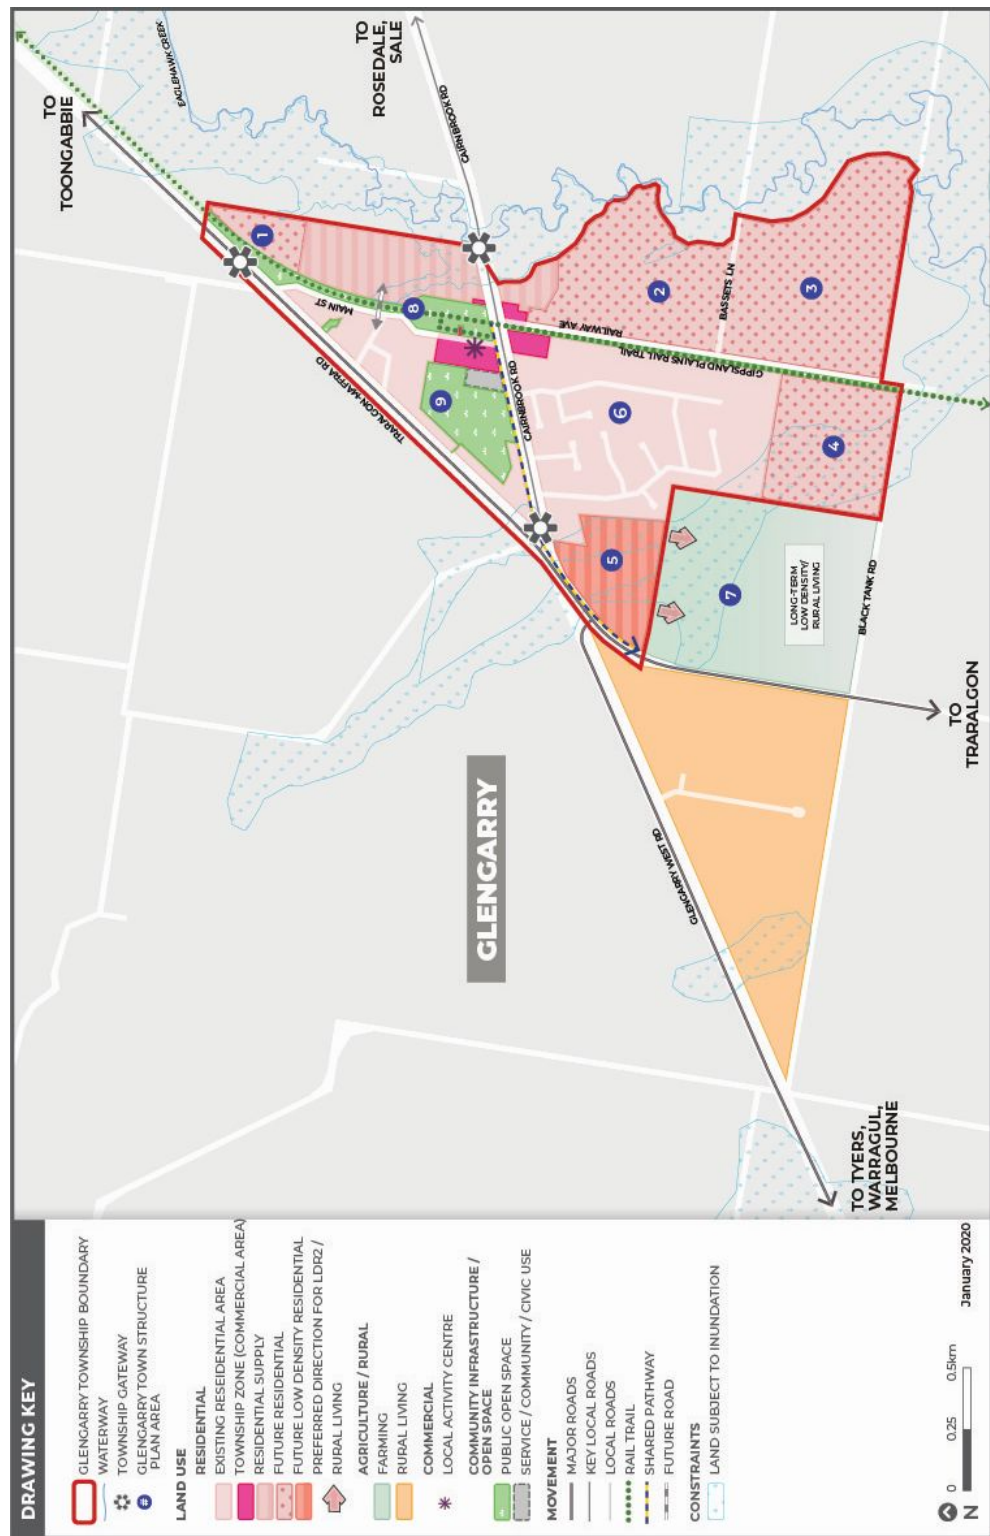 DRAWING KEY
GLENGARRY TOWNSHIP BOUNDARY
WATERWAY
TOWNSHIP GATEWAY
# GLENGARRY TOWN STRUCTURE
PLAN AREA
LAND USE
RESIDENTIAL
EXISTING RESEIDENTIAL AREA
TOWNSHIP ZONE (COMMERCIAL AREA)
RESIDENTIAL SUPPLY
FUTURE RESIDENTIAL
FUTURE LOW DENSITY RESIDENTIAL
PREFERRED DIRECTION FOR LDR2 /
RURAL LIVING
AGRICULTURE / RURAL
FARMING
RURAL LIVING
COMMERCIAL
LOCAL ACTIVITY CENTRE
COMMUNITY INFRASTRUCTURE /
OPEN SPACE
PUBLIC OPEN SPACE
SERVICE / COMMUNITY / CIVIC USE
MOVEMENT
MAJOR ROADS
KEY LOCAL ROADS
LOCAL ROADS
RAIL TRAIL
SHARED PATHWAY
FUTURE ROAD
CONSTRAINTS
LAND SUBJECT TO INUNDATION
N
0 0.25 0.5km
January 2020
TO TYERS,
WARRAGUL,
MELBOURNE
GLENGARRY
GLENGARRY WEST RD
TO
TRARALGON
BLACK TANK RD
LONG-TERM
LOW DENSITY/
RURAL LIVING
7
5
4
6
9
8
1
2
3
TRARALGON-MAFFRA RD
MAIN ST
CAIRNBROOK RD
RAILWAY AVE
GIPPSLAND PLAINS RAIL TRAIL
BASSETS LN
CAIRNBROOK RD
TO
TOONGABBIE
EAGLEHAWK CREEK
TO
ROSEDALE,
SALE